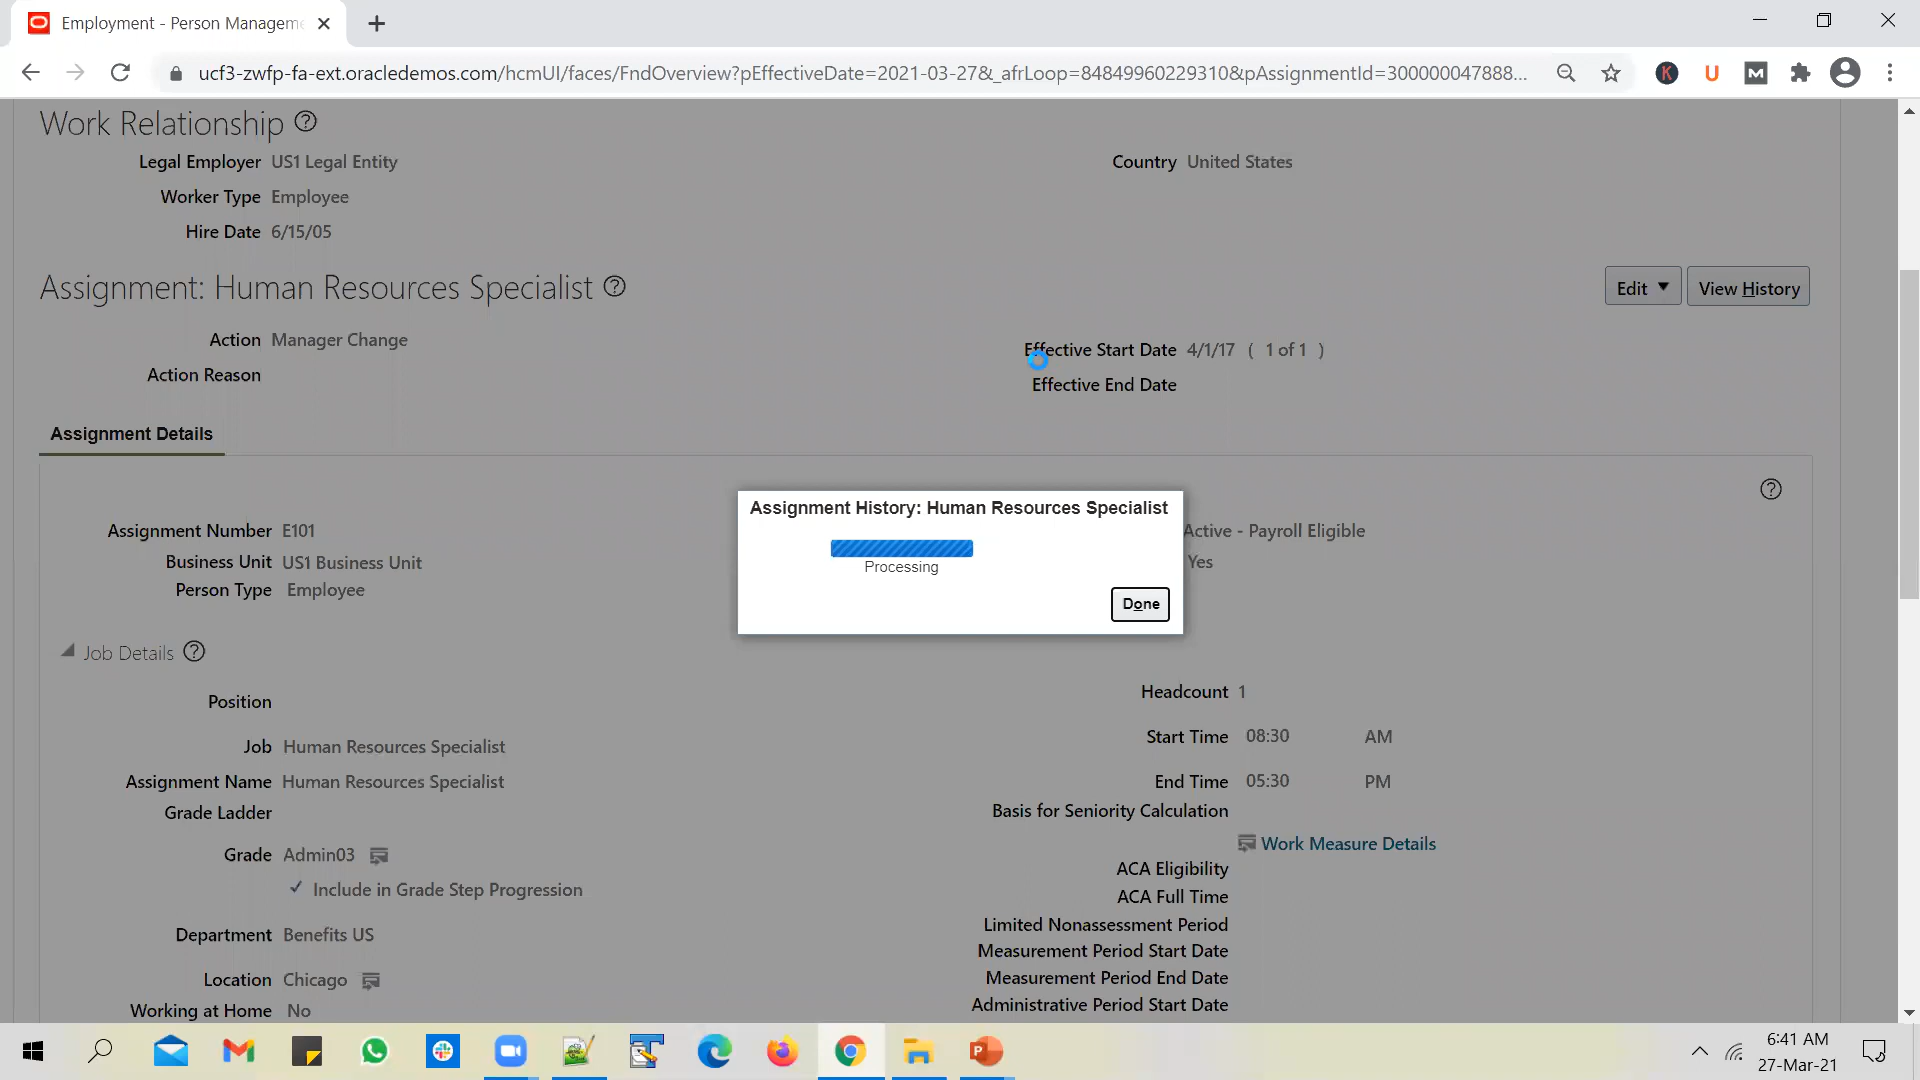 Employment - Person Manageme
ucf3-zwfp-fa-ext.oracledemos.com/hcmUI/faces/FndOverview?pEffectiveDate=2021-03-27&_afrLoop=84849960229310&pAssignmentId=300000047888...
K U M
Work Relationship ?
Legal Employer US1 Legal Entity
Country United States
Worker Type Employee
Hire Date 6/15/05
Assignment: Human Resources Specialist ?
Edit View History
Action Manager Change
Effective Start Date 4/1/17 ( 1 of 1 )
Action Reason
Effective End Date
Assignment Details
?
Assignment History: Human Resources Specialist
Processing
Done
Assignment Number E101
Active - Payroll Eligible
Business Unit US1 Business Unit
Yes
Person Type Employee
Job Details ?
Position
Headcount 1
Start Time 08:30 AM
Job Human Resources Specialist
Assignment Name Human Resources Specialist
End Time 05:30 PM
Grade Ladder
Basis for Seniority Calculation
Work Measure Details
Grade Admin03
ACA Eligibility
Include in Grade Step Progression
ACA Full Time
Limited Nonassessment Period
Department Benefits US
Measurement Period Start Date
Location Chicago
Measurement Period End Date
Working at Home No
Administrative Period Start Date
6:41 AM
27-Mar-21